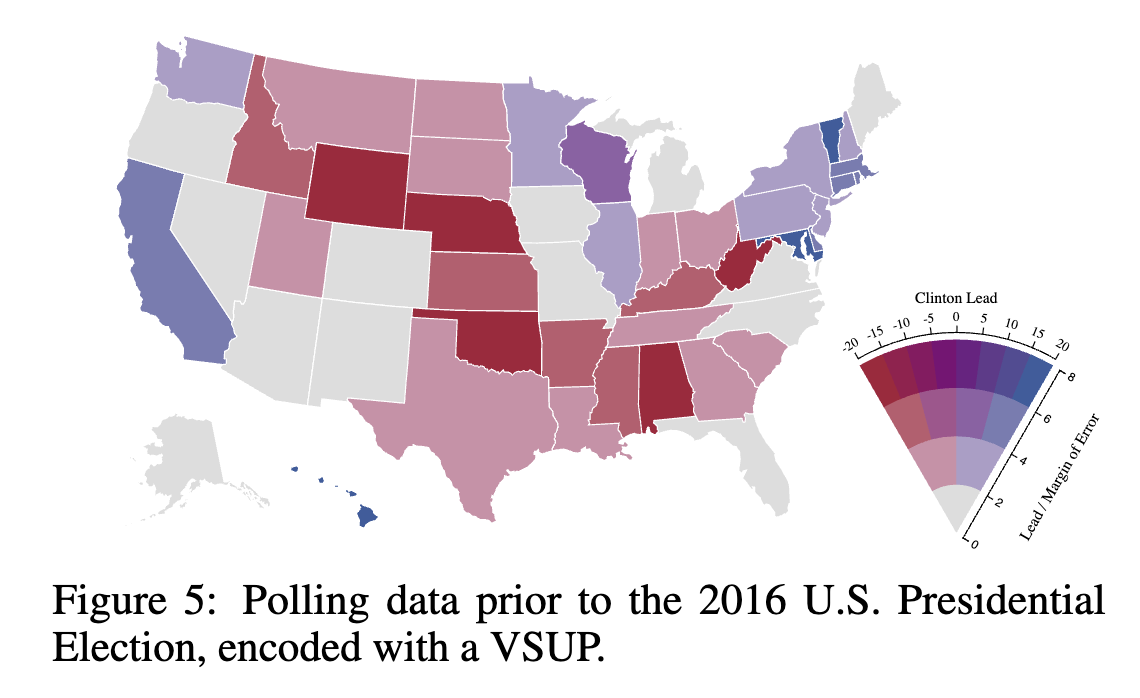 Clinton Lead
-20 -15 -10 -5 0 5 10 15 20
8
6
4
2
0
Lead / Margin of Error
Figure 5: Polling data prior to the 2016 U.S. Presidential
Election, encoded with a VSUP.